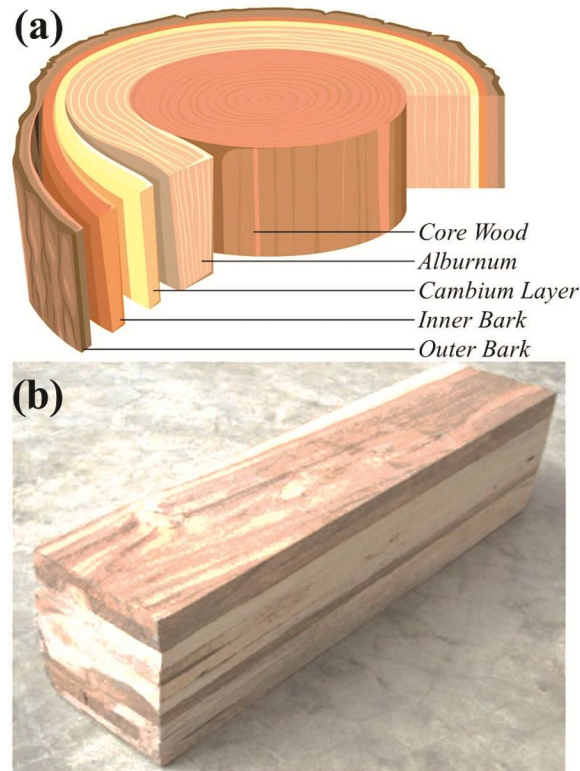 (a)
Core Wood
Alburnum
Cambium Layer
Inner Bark
Outer Bark
(b)